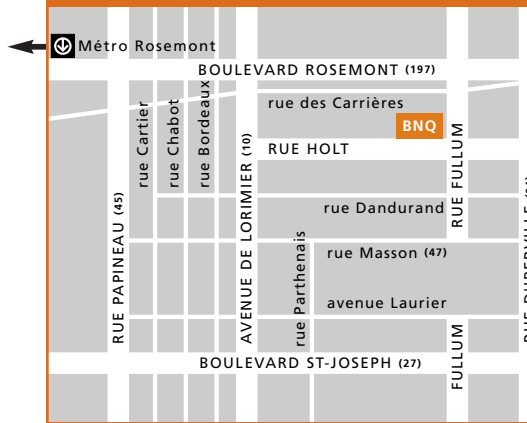 Métro Rosemont
BOULEVARD ROSEMONT (197)
rue des Carrières
BNQ
RUE HOLT
rue Cartier
rue Chabot
rue Bordeaux
AVENUE DE LORIMIER (10)
RUE PAPINEAU (45)
RUE FULLUM
rue Dandurand
rue Masson (47)
rue Parthenais
avenue Laurier
BOULEVARD ST-JOSEPH (27)
FULLUM